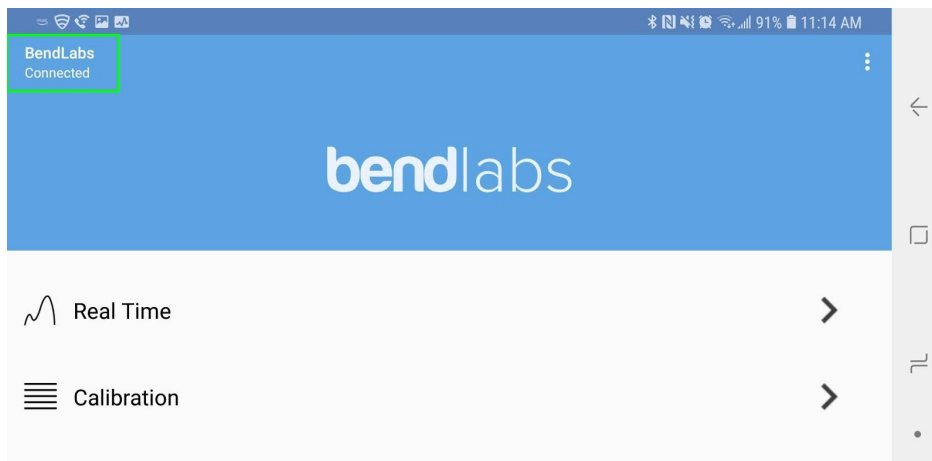 91% 11:14 AM
BendLabs
Connected
bendlabs
Real Time
Calibration